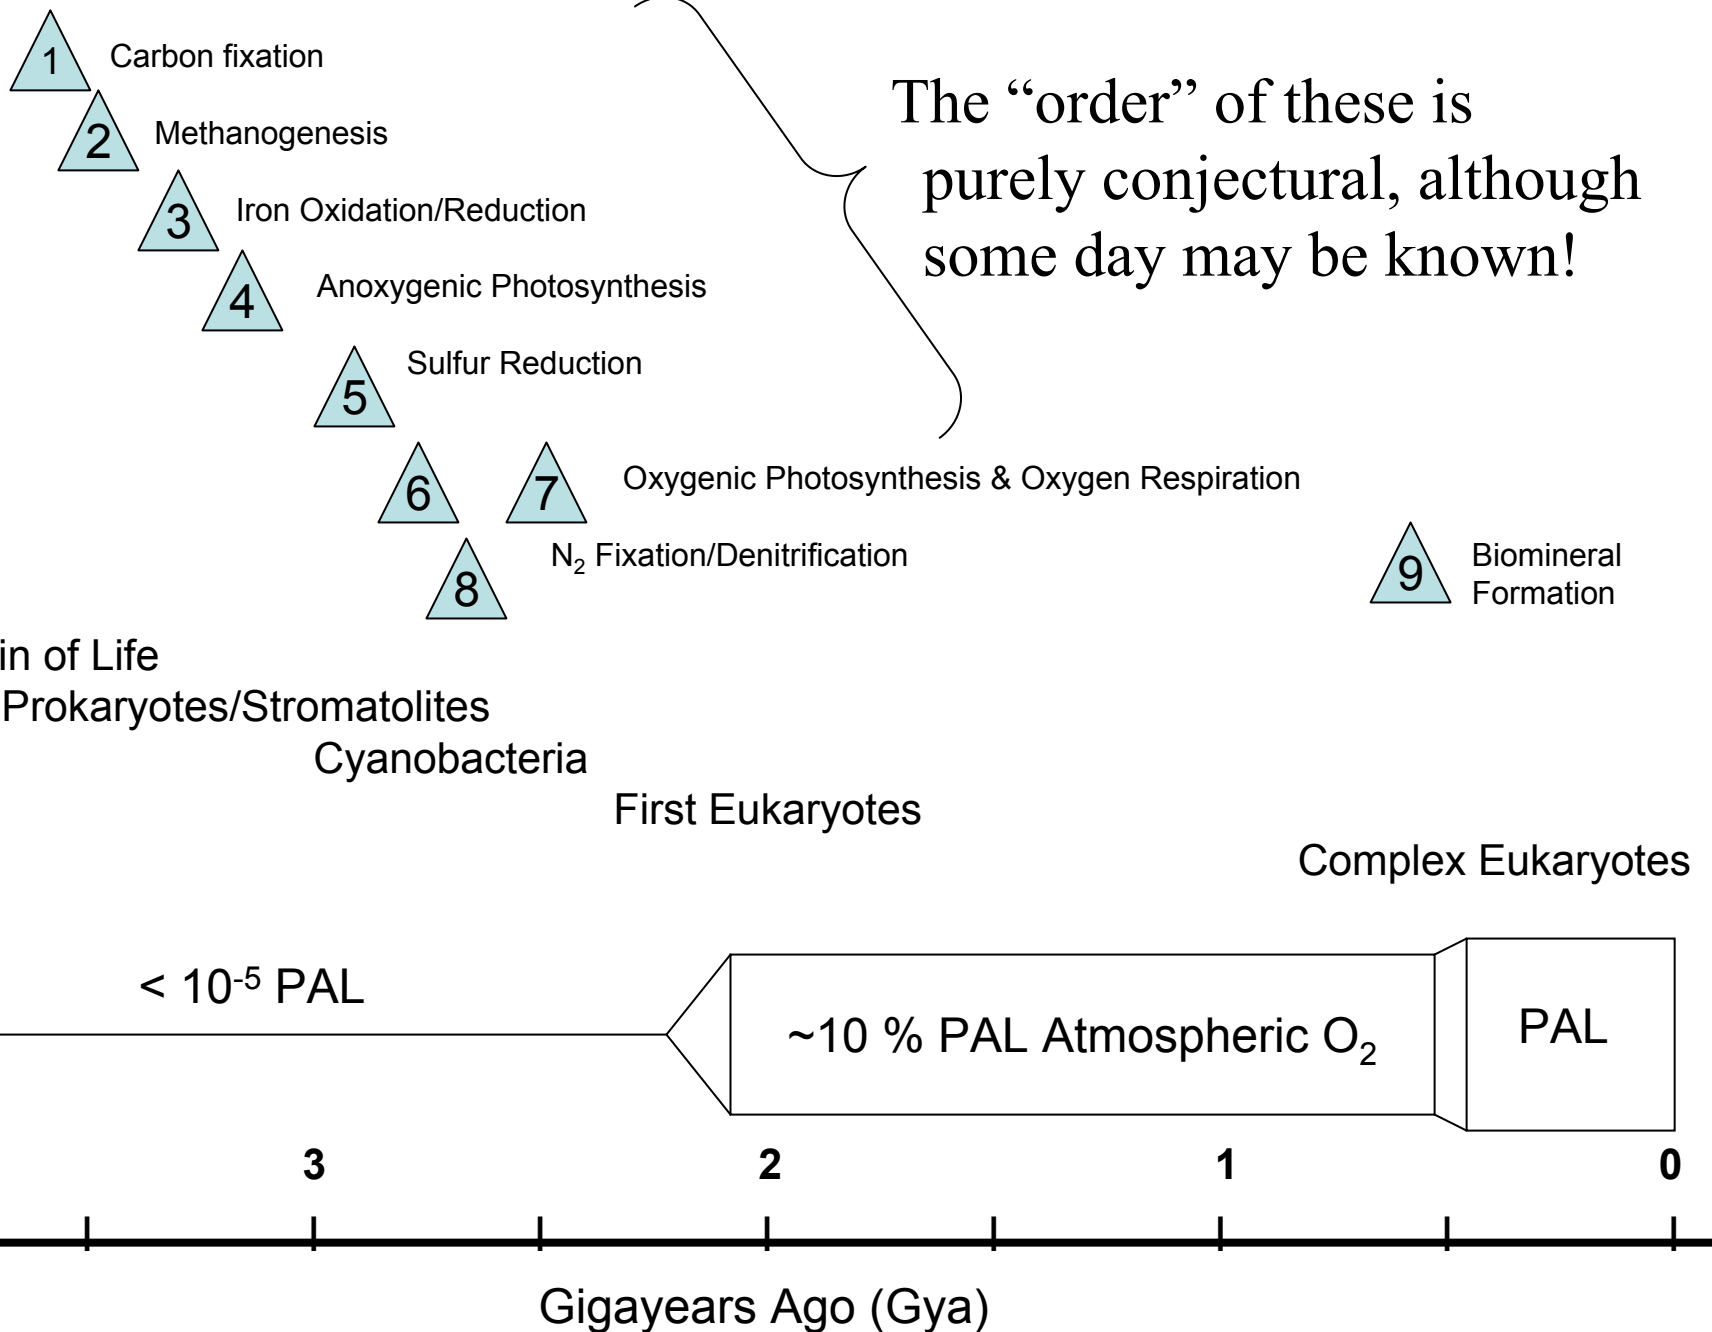 1 Carbon fixation
2 Methanogenesis
3 Iron Oxidation/Reduction
4 Anoxygenic Photosynthesis
5 Sulfur Reduction
The “order” of these is
purely conjectural, although
some day may be known!
6 7 Oxygenic Photosynthesis & Oxygen Respiration
8 N₂ Fixation/Denitrification
9 Biomineral
Formation
in of Life
Prokaryotes/Stromatolites
Cyanobacteria
First Eukaryotes
Complex Eukaryotes
< 10⁻⁵ PAL
~10 % PAL Atmospheric O₂
PAL
3 2 1 0
Gigayears Ago (Gya)